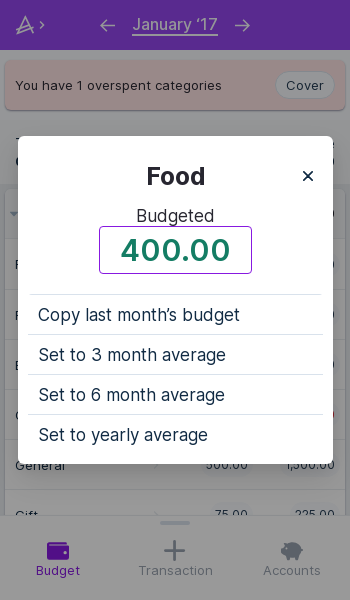 January ‘17
You have 1 overspent categories
Cover
Food
Budgeted
400.00
Copy last month’s budget
Set to 3 month average
Set to 6 month average
Set to yearly average
General 500.00 1,500.00
Gift 75.00 225.00
Budget
Transaction
Accounts